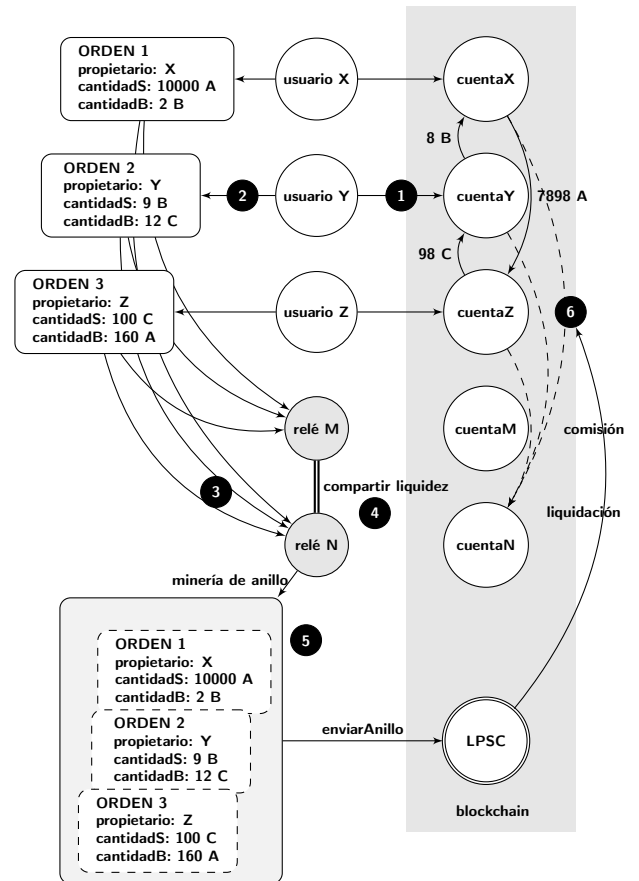 ORDEN 1
propietario: X
cantidadS: 10000 A
cantidadB: 2 B
usuario X
cuentaX
8 B
ORDEN 2
propietario: Y
cantidadS: 9 B
cantidadB: 12 C
2
usuario Y
1
cuentaY
7898 A
98 C
ORDEN 3
propietario: Z
cantidadS: 100 C
cantidadB: 160 A
usuario Z
cuentaZ
6
relé M
cuentaM
comisión
compartir liquidez
3
4
liquidación
relé N
cuentaN
minería de anillo
5
ORDEN 1
propietario: X
cantidadS: 10000 A
cantidadB: 2 B
ORDEN 2
propietario: Y
cantidadS: 9 B
cantidadB: 12 C
enviarAnillo
LPSC
ORDEN 3
propietario: Z
cantidadS: 100 C
cantidadB: 160 A
blockchain